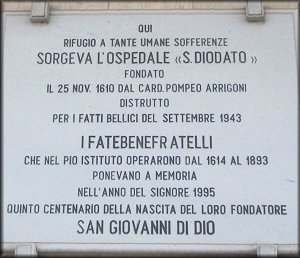 QUI
RIFUGIO A TANTE UMANE SOFFERENZE
SORGEVA L'OSPEDALE «S.DIODATO»
FONDATO
IL 25 NOV. 1610 DAL CARD. POMPEO ARRIGONI
DISTRUTTO
PER I FATTI BELLICI DEL SETTEMBRE 1943
I FATEBENEFRATELLI
CHE NEL PIO ISTITUTO OPERARONO DAL 1614 AL 1893
PONEVANO A MEMORIA
NELL'ANNO DEL SIGNORE 1995
QUINTO CENTENARIO DELLA NASCITA DEL LORO FONDATORE
SAN GIOVANNI DI DIO